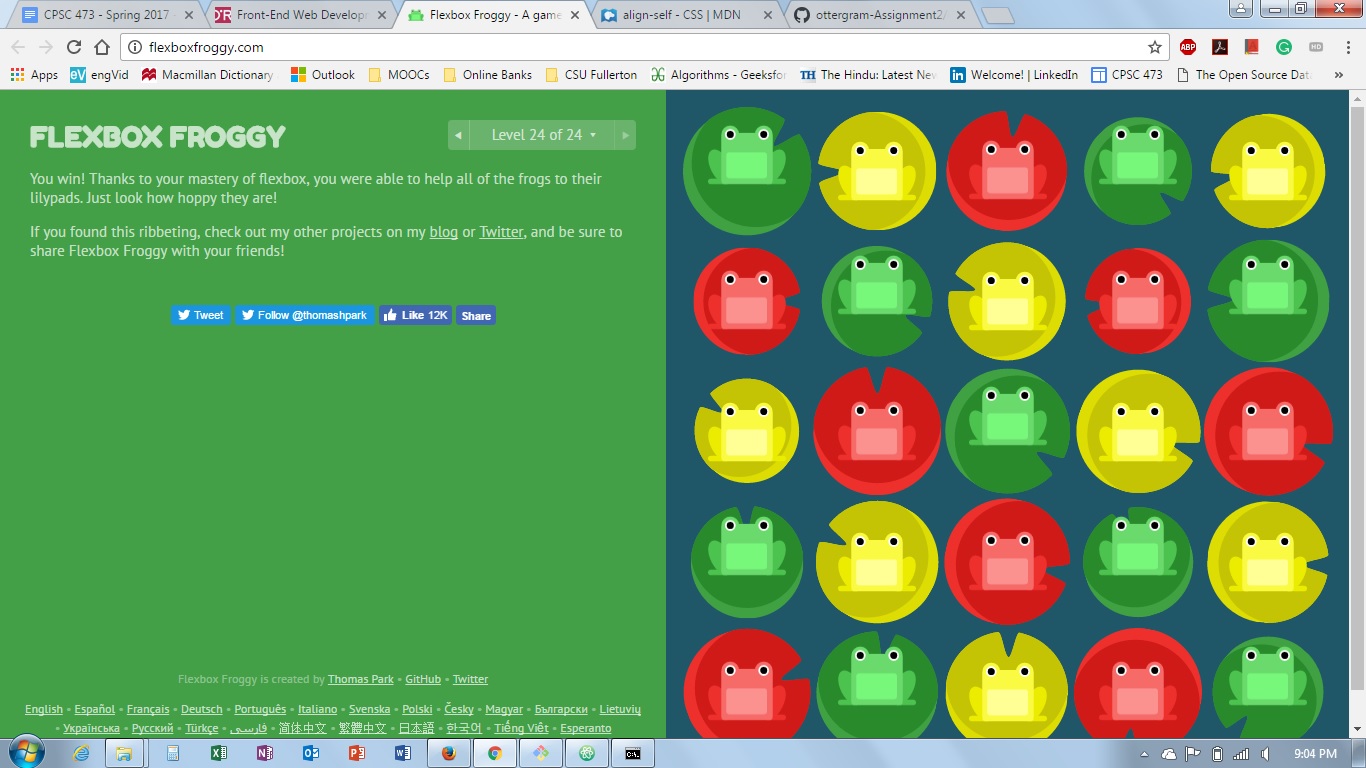 CPSC 473 - Spring 2017
Front-End Web Develop
Flexbox Froggy - A game
align-self - CSS | MDN
ottergram-Assignment2/
flexboxfroggy.com
ABP
HD
Apps
eV engVid
Macmillan Dictionary
Outlook
MOOCs
Online Banks
CSU Fullerton
Algorithms - Geeksfo
TH The Hindu: Latest New
in Welcome! | LinkedIn
CPSC 473
The Open Source Dat
»
FLEXBOX FROGGY
Level 24 of 24
You win! Thanks to your mastery of flexbox, you were able to help all of the frogs to their
lilypads. Just look how hoppy they are!
If you found this ribbeting, check out my other projects on my blog or Twitter, and be sure to
share Flexbox Froggy with your friends!
Tweet Follow @thomashpark Like 12K Share
Flexbox Froggy is created by Thomas Park • GitHub • Twitter
English • Español • Français • Deutsch • Português • Italiano • Svenska • Polski • Česky • Magyar • Български • Lietuvių
• Українська • Русский • Türkçe • فارسی • 简体中文 • 繁體中文 • 日本語 • 한국어 • Tiếng Việt • Esperanto
9:04 PM